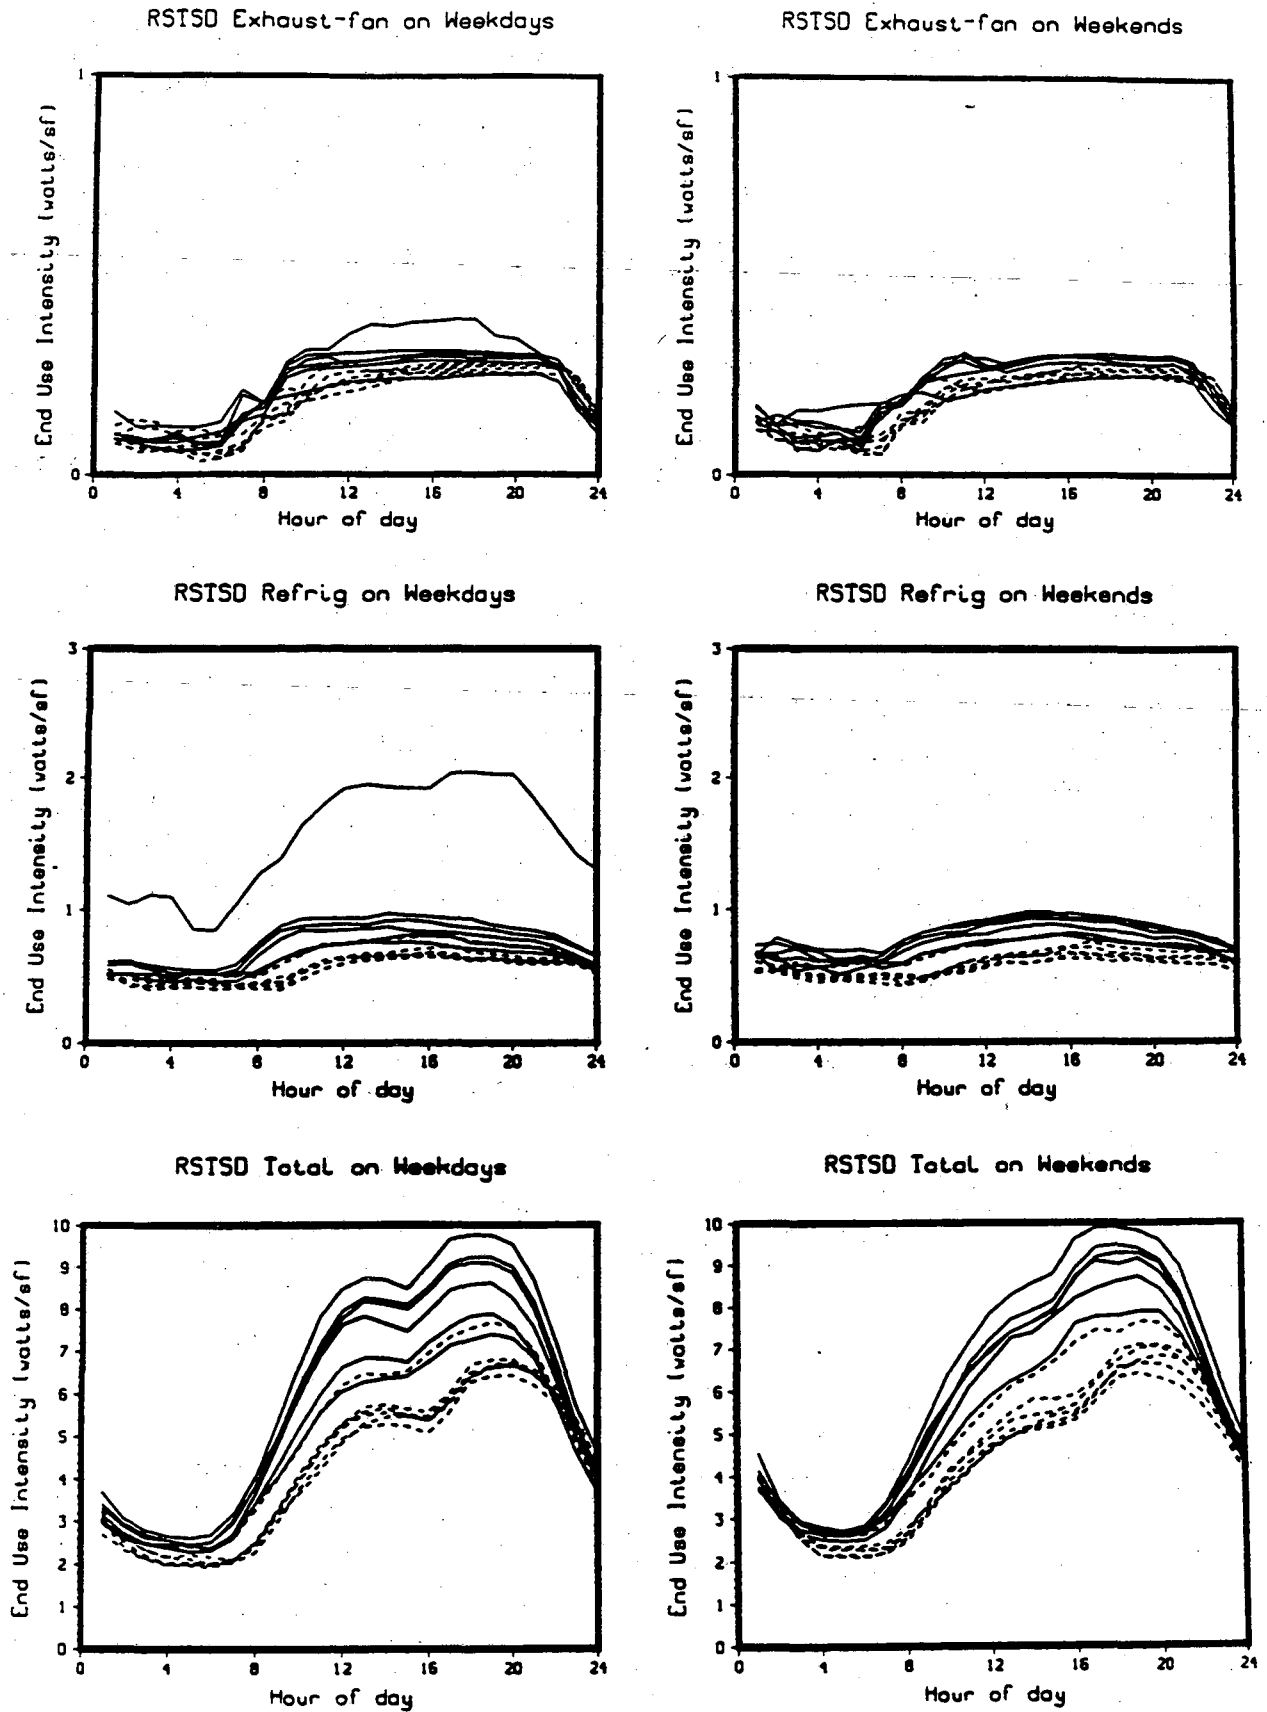 RSTSD Exhaust-fan on Weekdays
End Use Intensity (watts/sf)
1
0
0 4 8 12 16 20 24
Hour of day
RSTSD Exhaust-fan on Weekends
End Use Intensity (watts/sf)
1
0
0 4 8 12 16 20 24
Hour of day
RSTSD Refrig on Weekdays
End Use Intensity (watts/sf)
3
2
1
0
0 4 8 12 16 20 24
Hour of day
RSTSD Refrig on Weekends
End Use Intensity (watts/sf)
3
2
1
0
0 4 8 12 16 20 24
Hour of day
RSTSD Total on Weekdays
End Use Intensity (watts/sf)
10
9
8
7
6
5
4
3
2
1
0
0 4 8 12 16 20 24
Hour of day
RSTSD Total on Weekends
End Use Intensity (watts/sf)
10
9
8
7
6
5
4
3
2
1
0
0 4 8 12 16 20 24
Hour of day